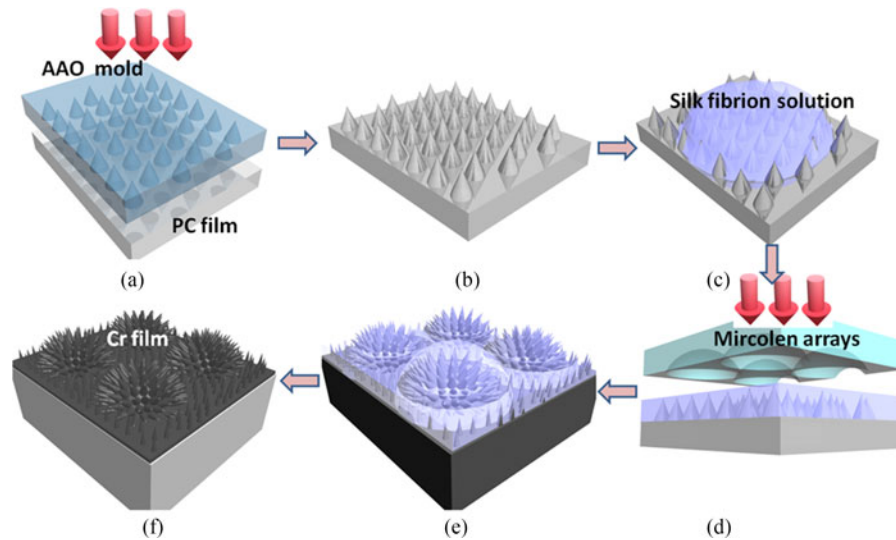 AAO mold
PC film
(a)
(b)
Silk fibrion solution
(c)
Mircolen arrays
(d)
(e)
Cr film
(f)